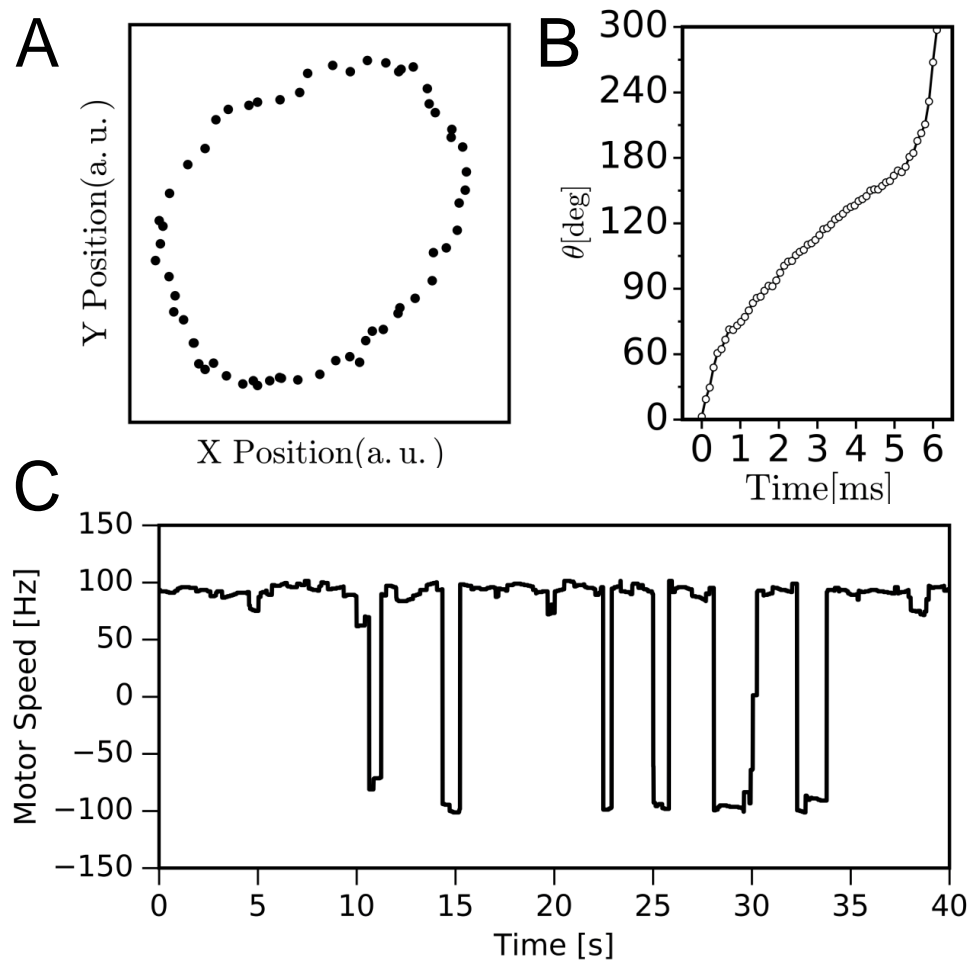 A
Y Position(a. u. )
X Position(a. u. )
B
θ[deg]
300
240
180
120
90
60
0
0 1 2 3 4 5 6
Time[ms]
C
Motor Speed [Hz]
150
100
50
0
−50
−100
−150
0 5 10 15 20 25 30 35 40
Time [s]